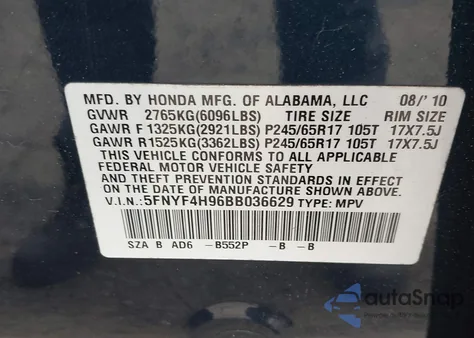 MFD. BY HONDA MFG. OF ALABAMA, LLC 08/'10
GVWR 2765KG(6096LBS) TIRE SIZE RIM SIZE
GAWR F 1325KG(2921LBS) P245/65R17 105T 17X7.5J
GAWR R1525KG(3362LBS) P245/65R17 105T 17X7.5J
THIS VEHICLE CONFORMS TO ALL APPLICABLE
FEDERAL MOTOR VEHICLE SAFETY
AND THEFT PREVENTION STANDARDS IN EFFECT
ON THE DATE OF MANUFACTURE SHOWN ABOVE.
V.I.N.:5FNYF4H96BB036629 TYPE: MPV
SZA B AD6 -B552P -B -B
autaSnap